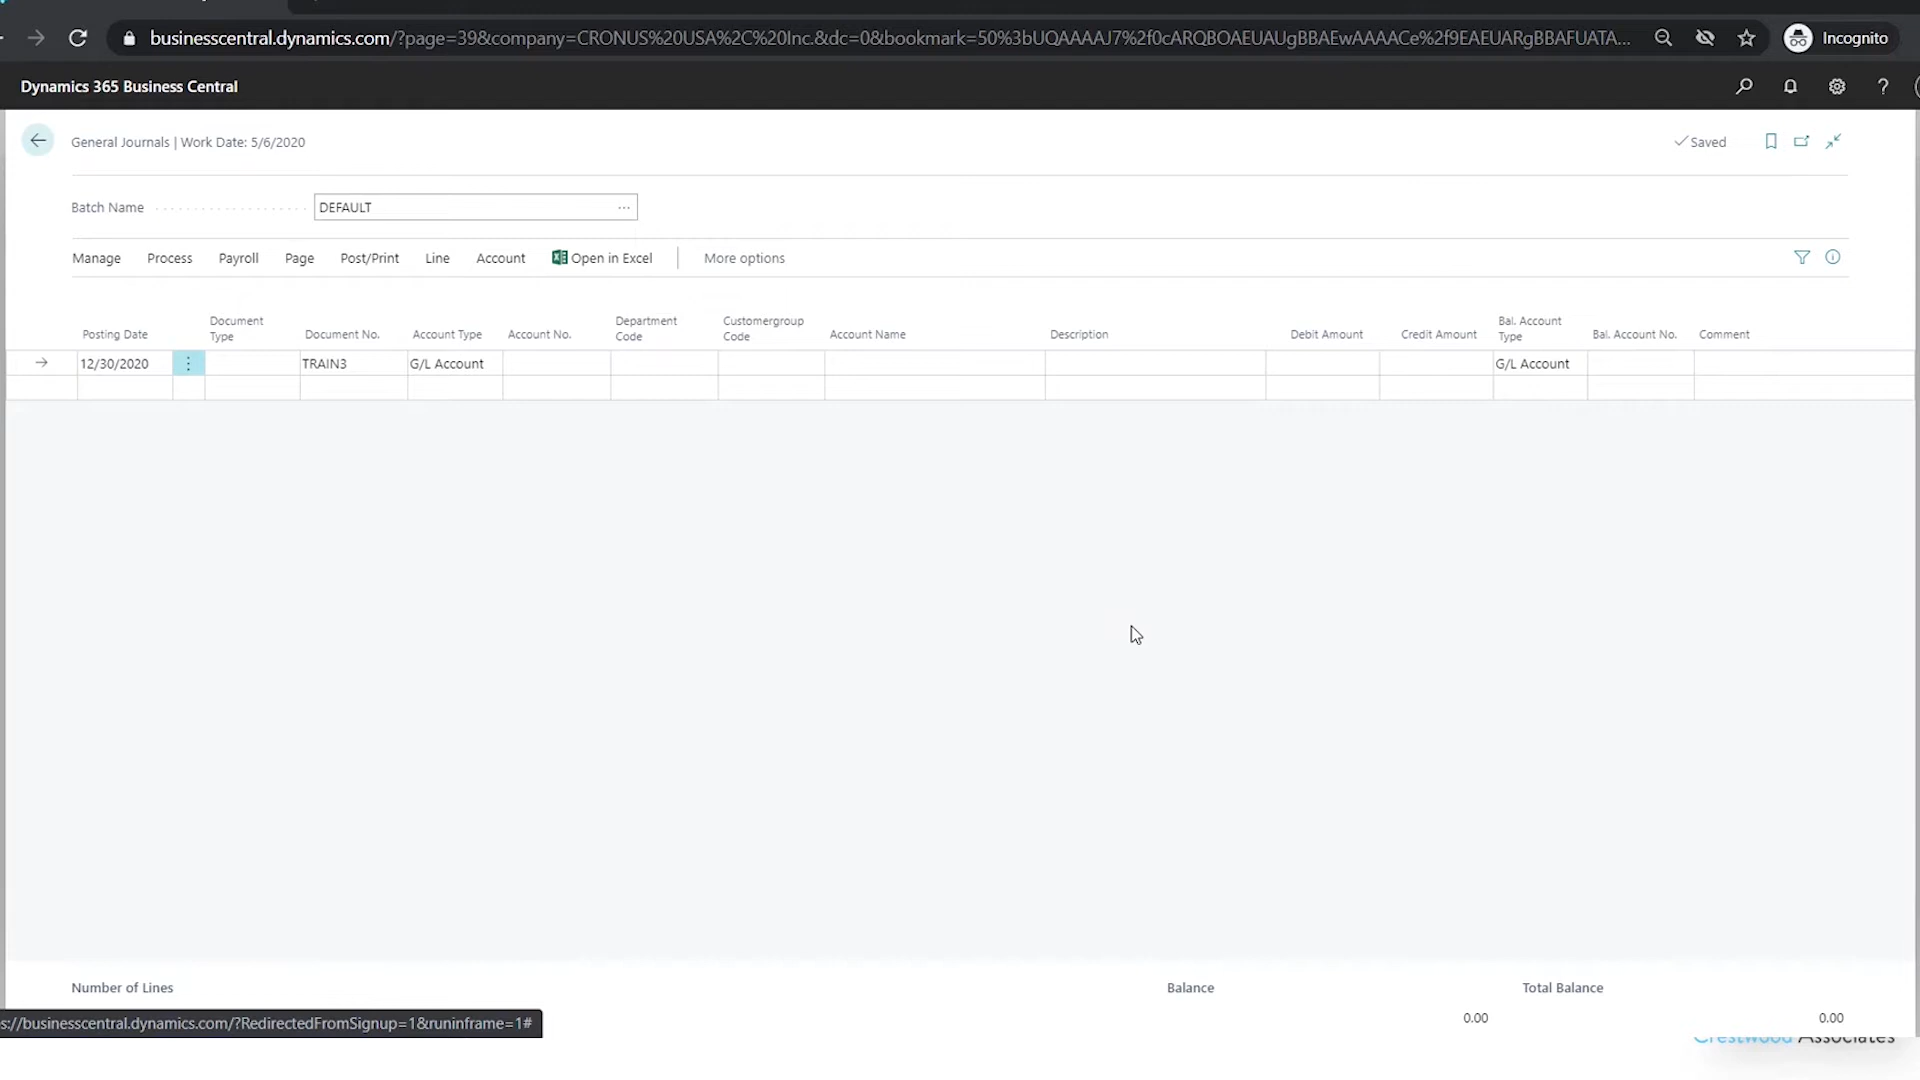 businesscentral.dynamics.com/?page=39&company=CRONUS%20USA%2C%20Inc.&dc=0&bookmark=50%3bUQAAAAJ7%2f0cARQBOAEUAUgBBAEwAAAACe%2f9EAEUARgBBAFUATA...
Incognito
Dynamics 365 Business Central
?
General Journals | Work Date: 5/6/2020
Saved
Batch Name
DEFAULT
Manage Process Payroll Page Post/Print Line Account Open in Excel More options
Posting Date Document Type Document No. Account Type Account No. Department Code Customergroup Code Account Name Description Debit Amount Credit Amount Bal. Account Type Bal. Account No. Comment
12/30/2020 TRAIN3 G/L Account G/L Account
Number of Lines Balance Total Balance
s://businesscentral.dynamics.com/?RedirectedFromSignup=1&runinframe=1#
0.00 0.00
Crestwood Associates